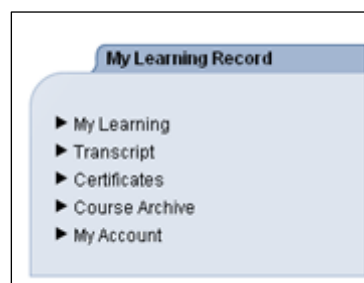 My Learning Record
My Learning
Transcript
Certificates
Course Archive
My Account